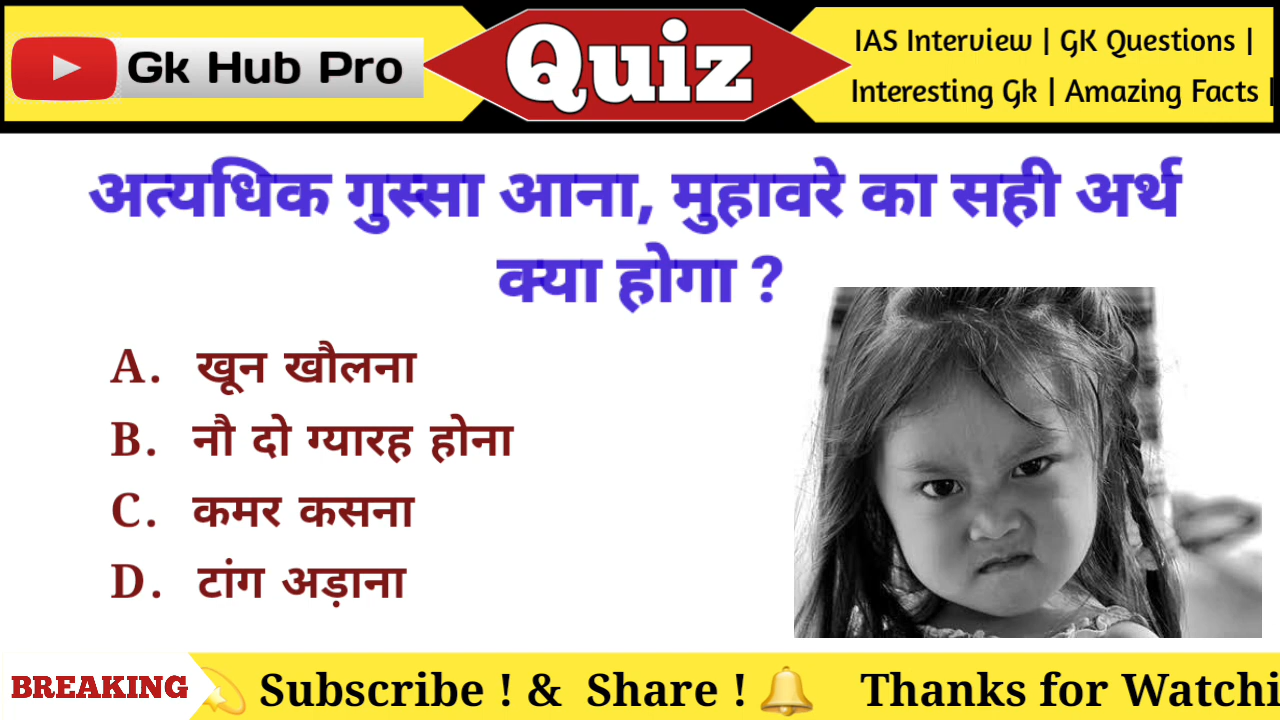 Gk Hub Pro
Quiz
IAS Interview | GK Questions |
Interesting Gk | Amazing Facts |
अत्यधिक गुस्सा आना, मुहावरे का सही अर्थ
क्या होगा ?
A. खून खौलना
B. नौ दो ग्यारह होना
C. कमर कसना
D. टांग अड़ाना
BREAKING
Subscribe ! & Share ! Thanks for Watchi